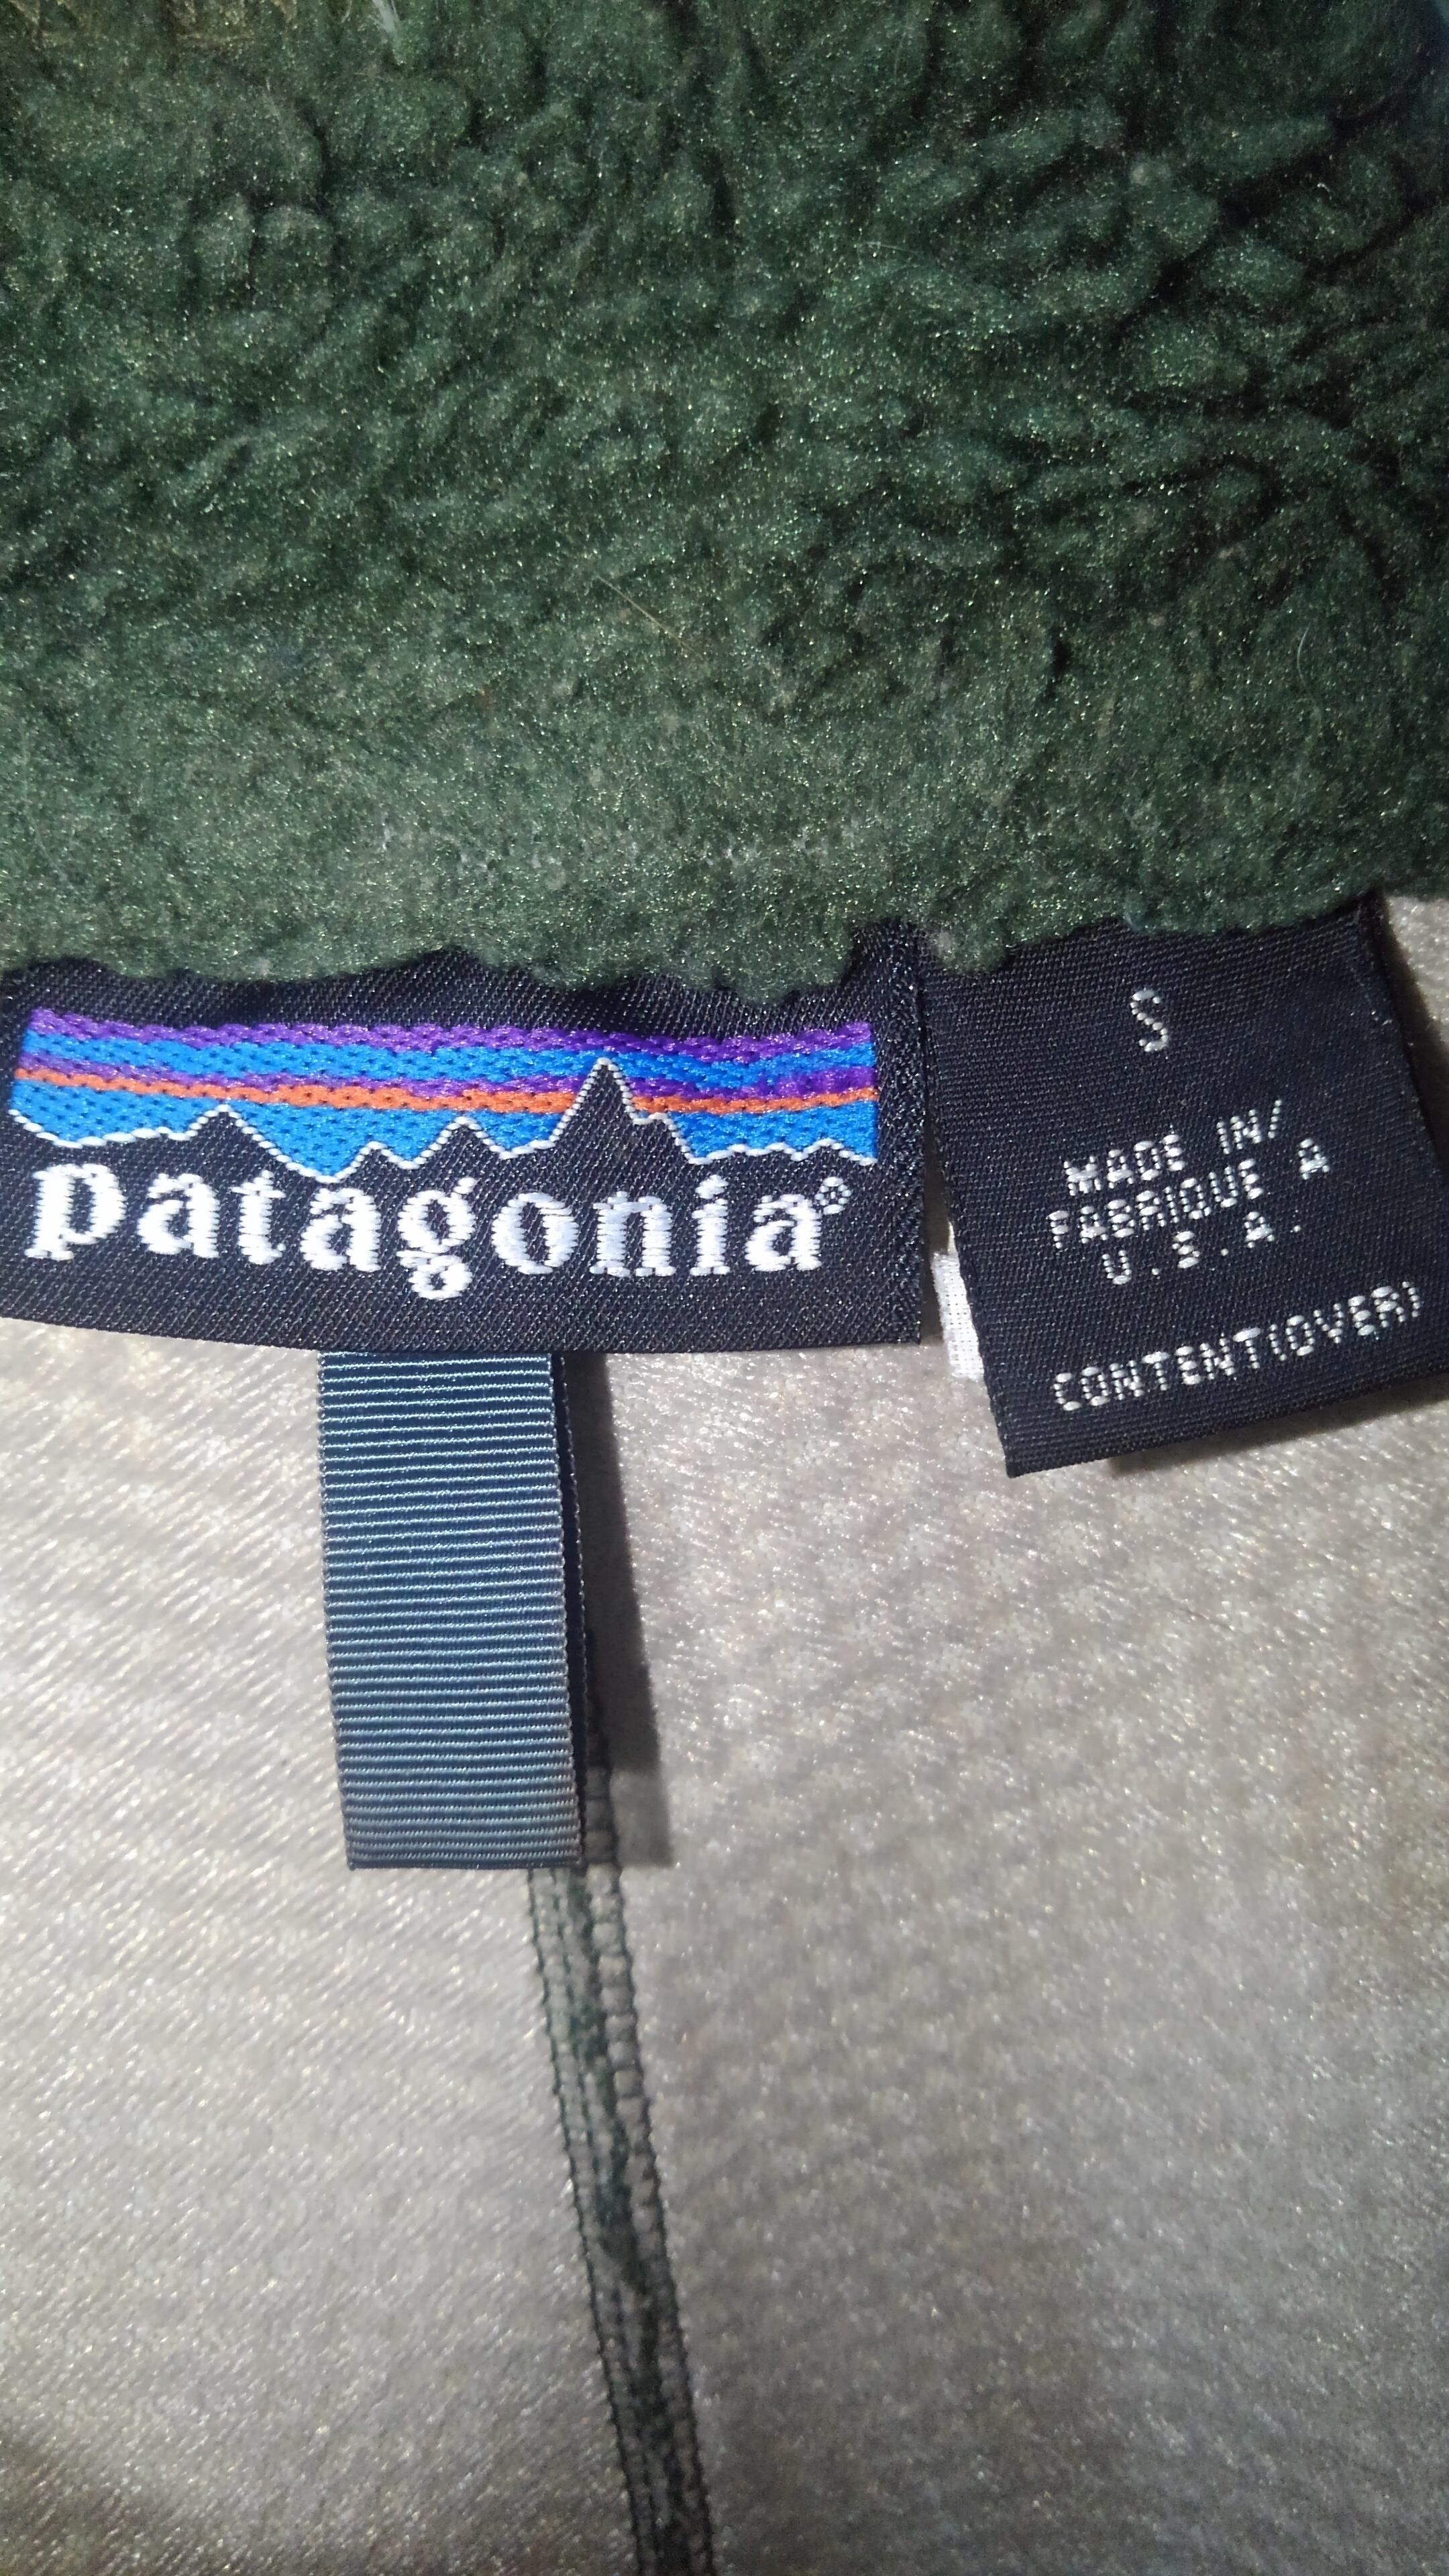 patagonia®
S
MADE IN/
FABRIQUE A
U.S.A.
CONTENT(OVER)